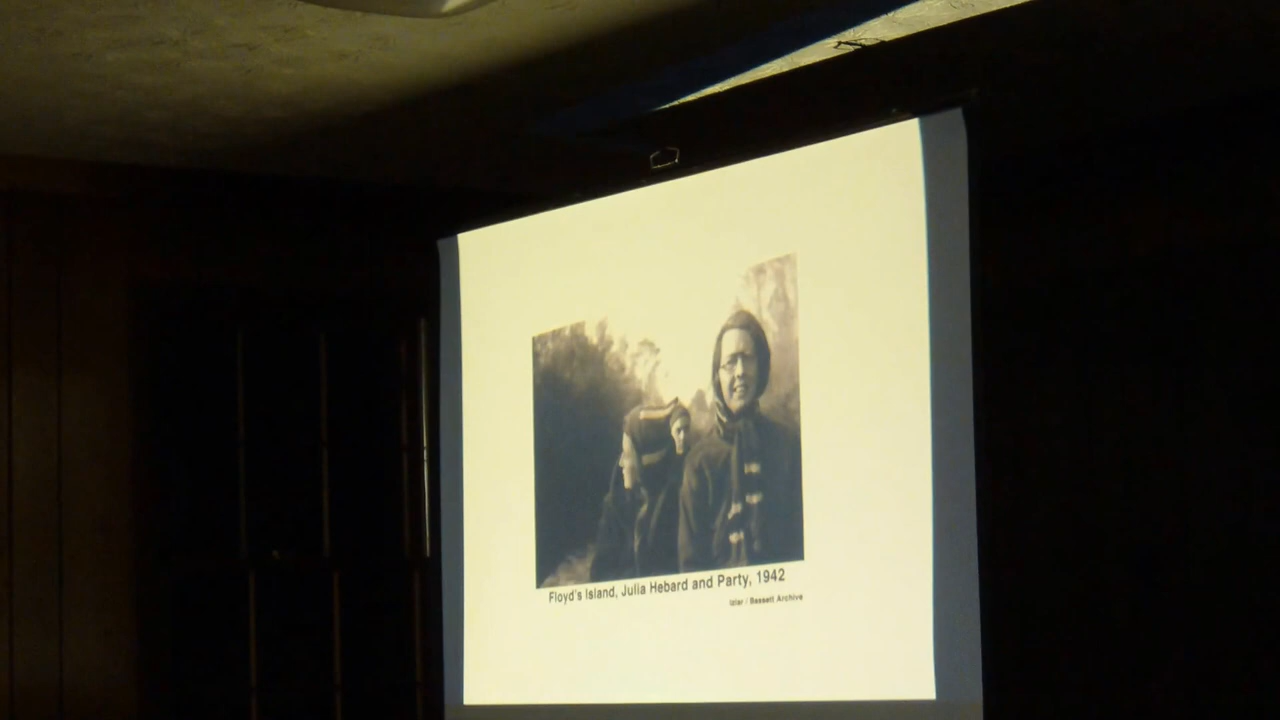 Floyd's Island, Julia Hebard and Party, 1942
Izlar / Bassett Archive